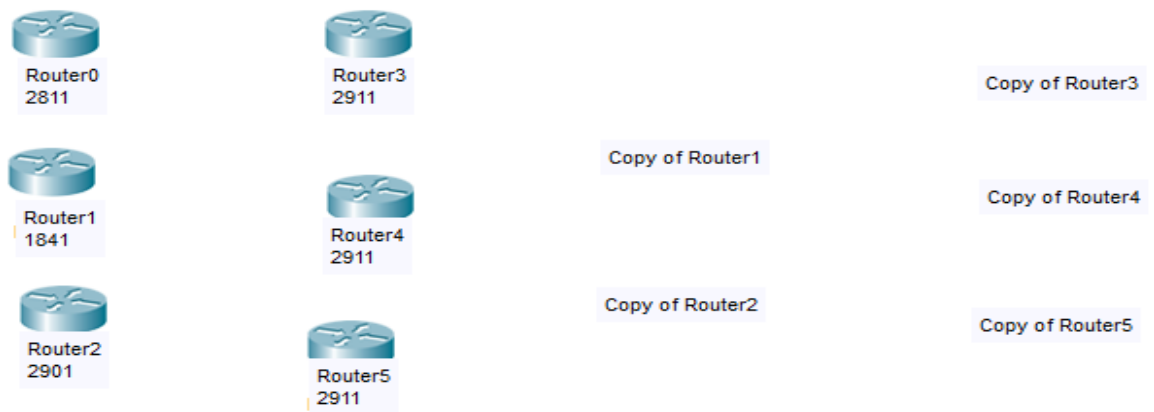 Router0
2811
Router3
2911
Copy of Router3
Copy of Router1
Router1
1841
Copy of Router4
Router4
2911
Copy of Router2
Copy of Router5
Router2
2901
Router5
2911